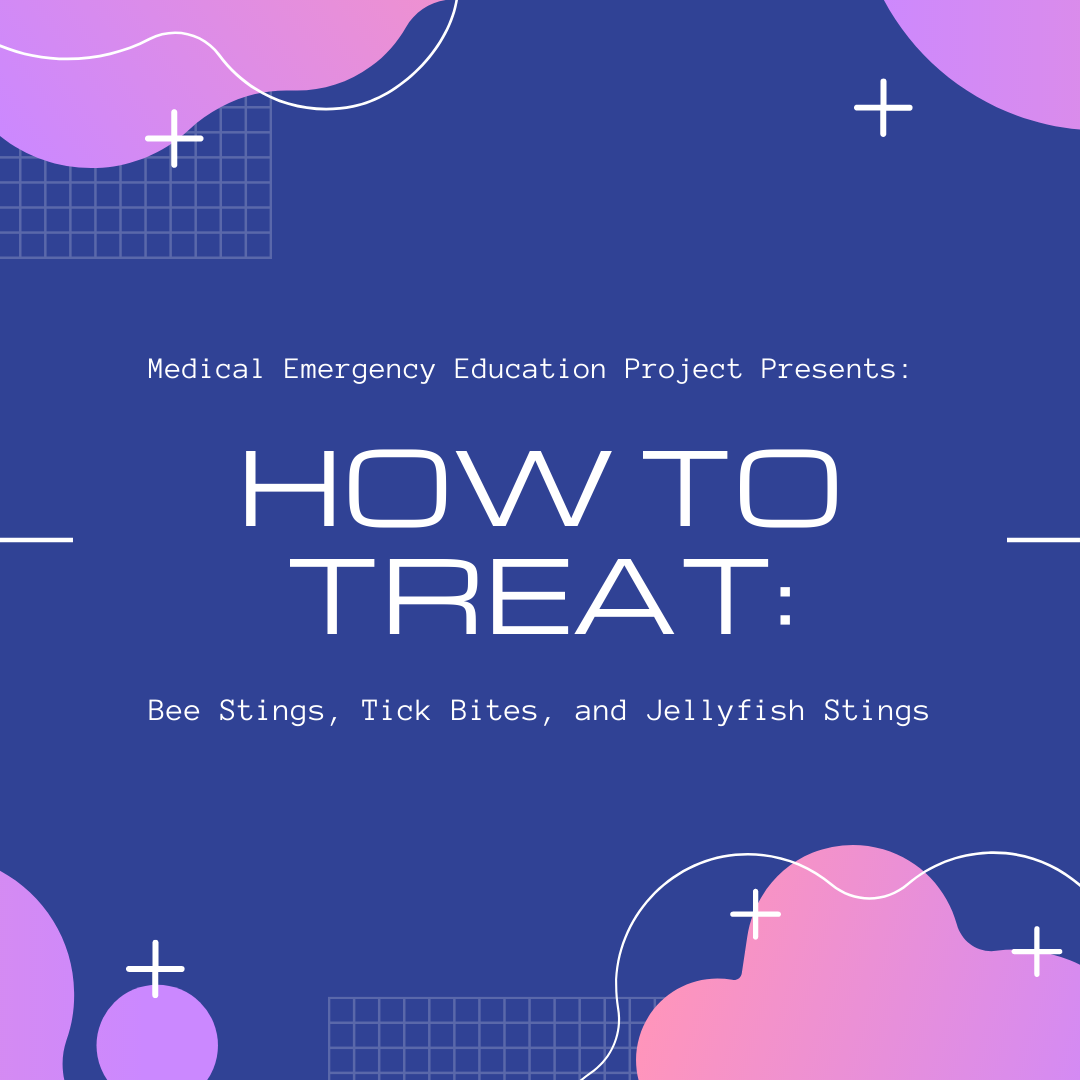 Medical Emergency Education Project Presents:
HOW TO
TREAT:
Bee Stings, Tick Bites, and Jellyfish Stings